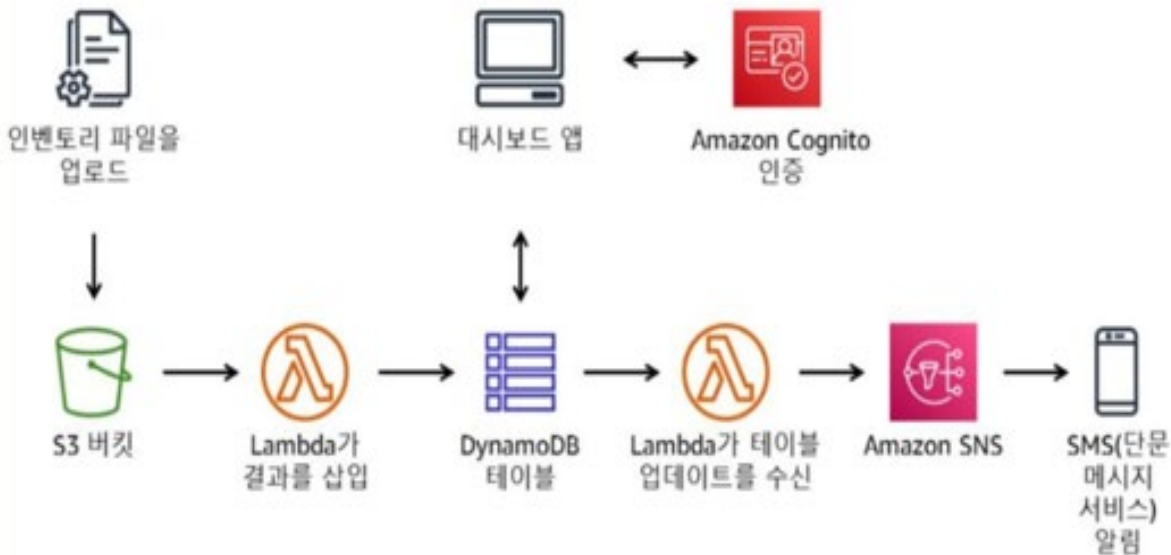 인벤토리 파일을
업로드
대시보드 앱
Amazon Cognito
인증
S3 버킷
Lambda가
결과를 삽입
DynamoDB
테이블
Lambda가 테이블
업데이트를 수신
Amazon SNS
SMS(단문
메시지
서비스)
알림